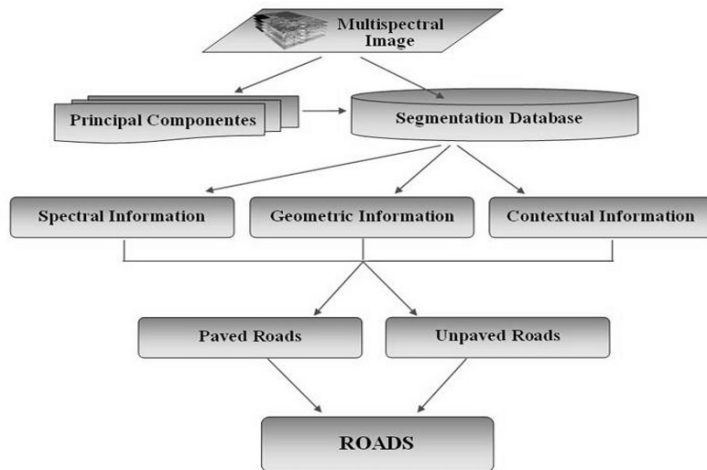 Multispectral
Image
Principal Componentes
Segmentation Database
Spectral Information
Geometric Information
Contextual Information
Paved Roads
Unpaved Roads
ROADS